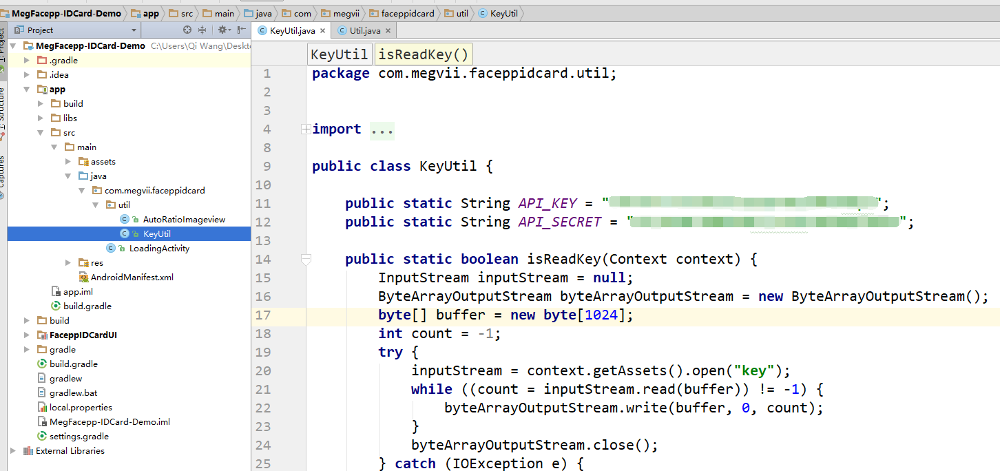 MegFacepp-IDCard-Demo app src main java com megvii faceppidcard util KeyUtil
Project
KeyUtil.java Util.java
MegFacepp-IDCard-Demo C:\Users\Qi Wang\Deskt
.gradle
.idea
app
build
libs
src
main
assets
java
com.megvii.faceppidcard
util
AutoRatioImageview
KeyUtil
LoadingActivity
res
AndroidManifest.xml
app.iml
build.gradle
build
FaceppIDCardUI
gradle
build.gradle
gradlew
gradlew.bat
local.properties
MegFacepp-IDCard-Demo.iml
settings.gradle
External Libraries
1: Project
7: Structure
Captures
KeyUtil isReadKey()
1 package com.megvii.faceppidcard.util;
2
3
4 import ...
8
9 public class KeyUtil {
10
11 public static String API_KEY = "";
12 public static String API_SECRET = "";
13
14 public static boolean isReadKey(Context context) {
15 InputStream inputStream = null;
16 ByteArrayOutputStream byteArrayOutputStream = new ByteArrayOutputStream();
17 byte[] buffer = new byte[1024];
18 int count = -1;
19 try {
20 inputStream = context.getAssets().open("key");
21 while ((count = inputStream.read(buffer)) != -1) {
22 byteArrayOutputStream.write(buffer, 0, count);
23 }
24 byteArrayOutputStream.close();
25 } catch (IOException e) {